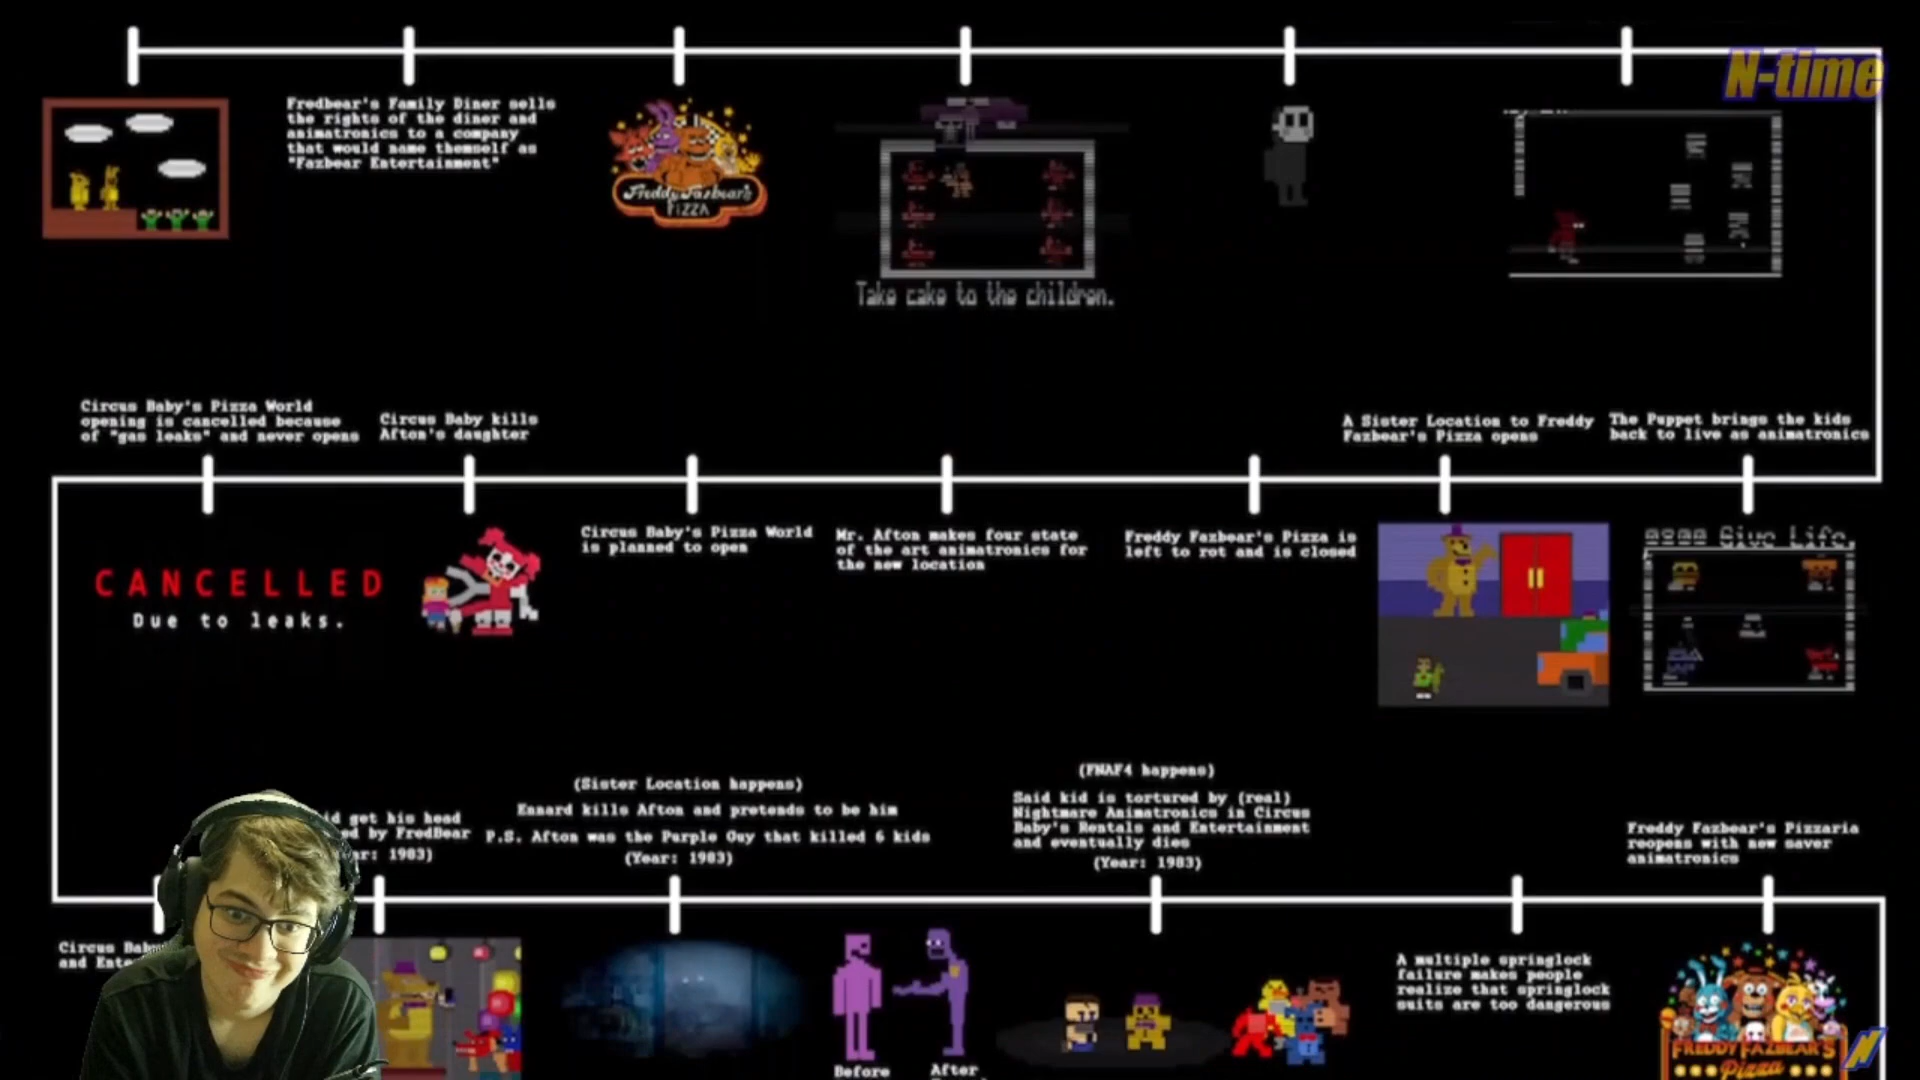 N-time
Fredbear's Family Diner sells
the rights of the diner and
animatronics to a company
that would name themself as
"Fazbear Entertainment"
Freddy Fazbear's
PIZZA
Take cake to the children.
Circus Baby's Pizza World
opening is cancelled because
of "gas leaks" and never opens
Circus Baby kills
Afton's daughter
A Sister Location to Freddy
Fazbear's Pizza opens
The Puppet brings the kids
back to live as animatronics
CANCELLED
Due to leaks.
Circus Baby's Pizza World
is planned to open
Mr. Afton makes four state
of the art animatronics for
the new location
Freddy Fazbear's Pizza is
left to rot and is closed
Give Life.
get his head
by FredBear
1983)
(Sister Location happens)
Ennard kills Afton and pretends to be him
P.S. Afton was the Purple Guy that killed 6 kids
(Year: 1983)
(FNAF4 happens)
Said kid is tortured by (real)
Nightmare Animatronics in Circus
Baby's Rentals and Entertainment
and eventually dies
(Year: 1983)
Freddy Fazbear's Pizzaria
reopens with new saver
animatronics
Circus
and
Before
After
A multiple springlock
failure makes people
realize that springlock
suits are too dangerous
FREDDY FAZBEAR'S
Pizza
N